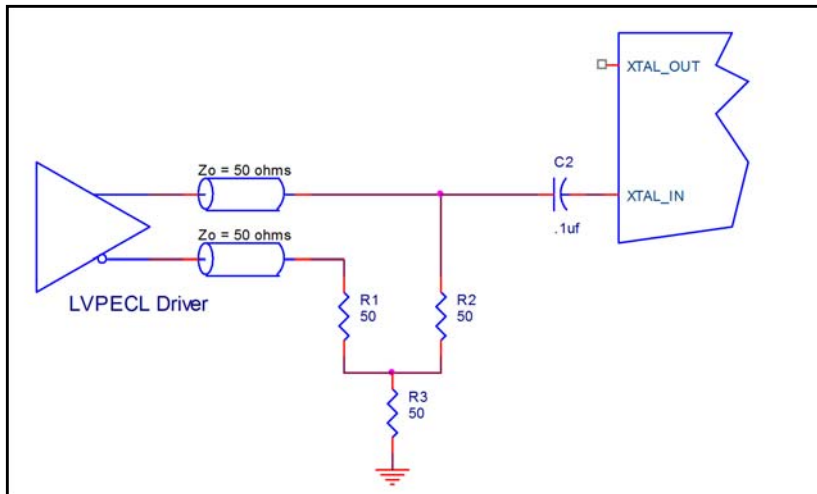 XTAL_OUT
Zo = 50 ohms
C2
XTAL_IN
.1uf
Zo = 50 ohms
LVPECL Driver
R1
50
R2
50
R3
50